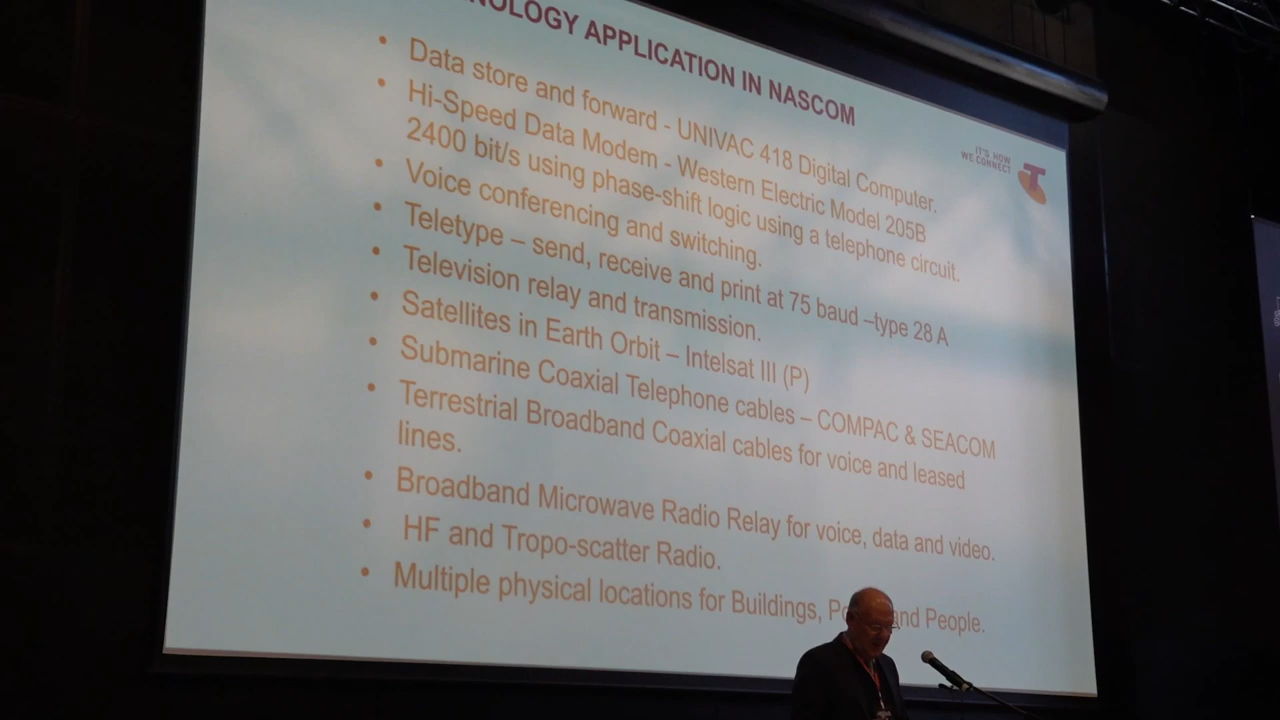 NOLOGY APPLICATION IN NASCOM
IT'S HOW
WE CONNECT
• Data store and forward - UNIVAC 418 Digital Computer.
• Hi-Speed Data Modem - Western Electric Model 205B
2400 bit/s using phase-shift logic using a telephone circuit.
• Voice conferencing and switching.
• Teletype – send, receive and print at 75 baud –type 28 A
• Television relay and transmission.
• Satellites in Earth Orbit – Intelsat III (P)
• Submarine Coaxial Telephone cables – COMPAC & SEACOM
• Terrestrial Broadband Coaxial cables for voice and leased
lines.
• Broadband Microwave Radio Relay for voice, data and video.
• HF and Tropo-scatter Radio.
• Multiple physical locations for Buildings, and People.